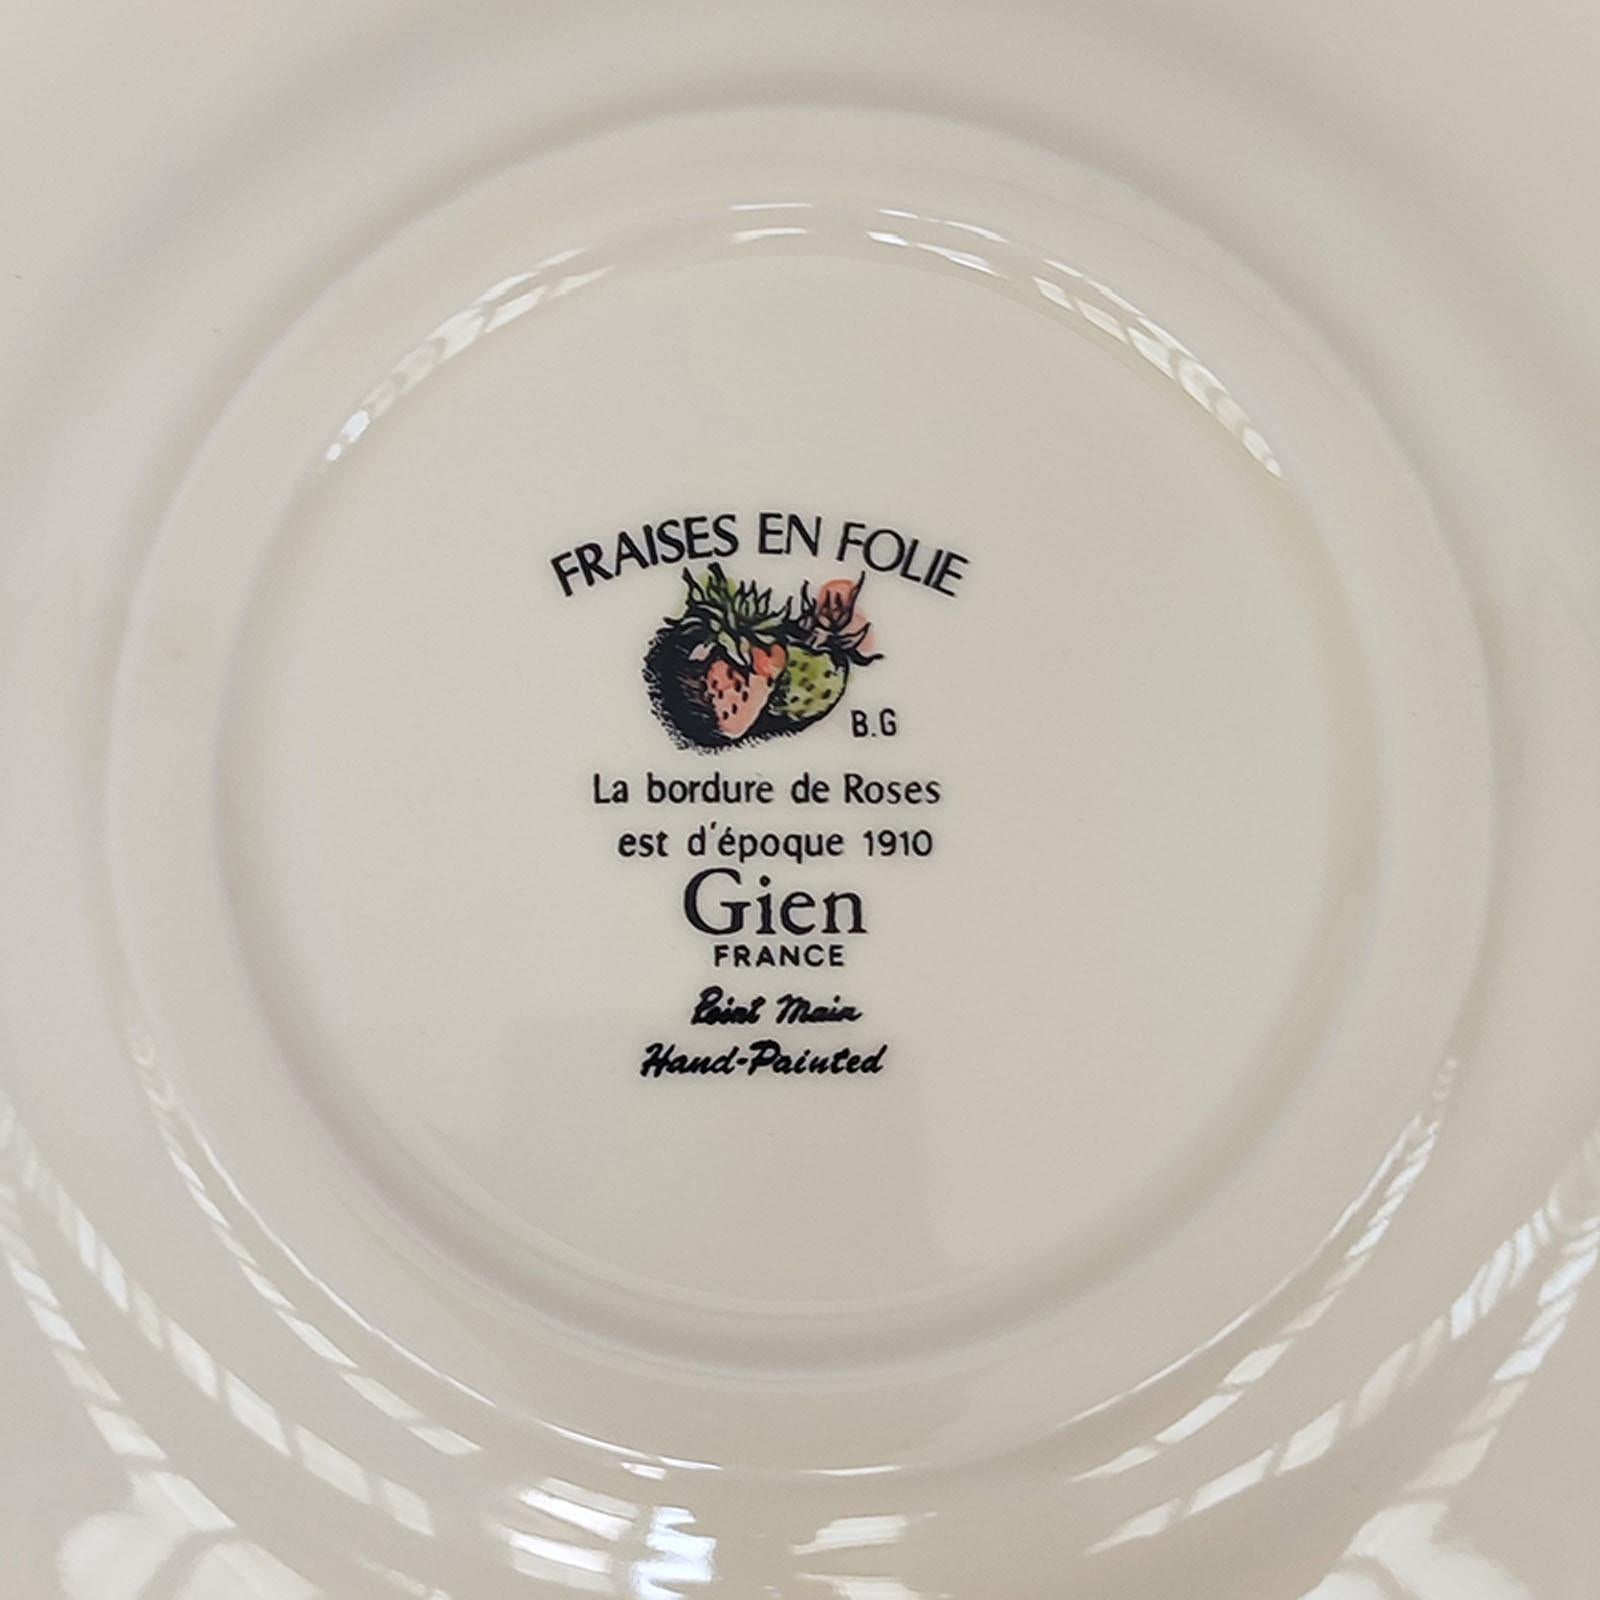 FRAISES EN FOLIE
B.G
La bordure de Roses
est d'époque 1910
Gien
FRANCE
Peint Main
Hand-Painted